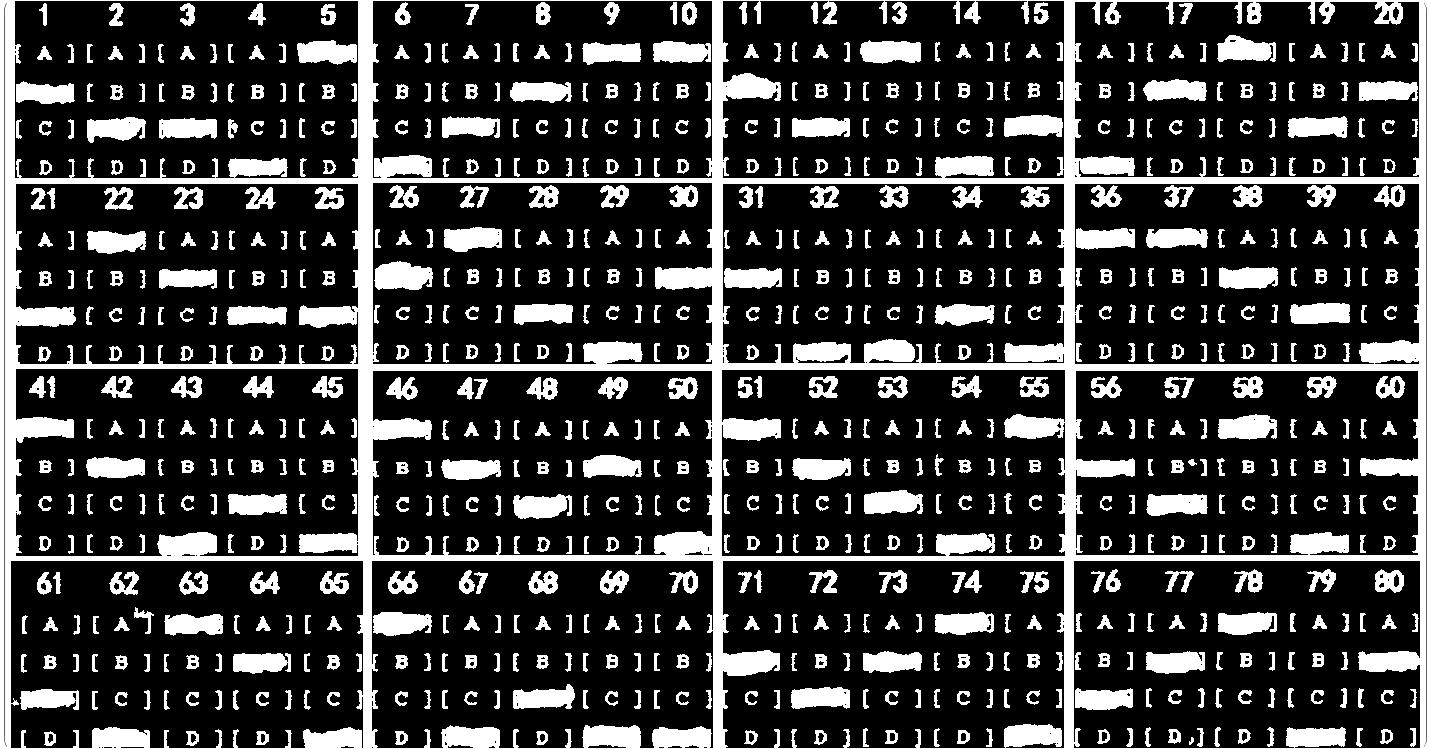 1 2 3 4 5 6 7 8 9 10 11 12 13 14 15 16 17 18 19 20
[ A ] [ A ] [ A ] [ A ] [ A ] [ A ] [ A ] [ A ] [ A ] [ A ] [ A ] [ A ] [ A ] [ A ] [ A ]
[ B ] [ B ] [ B ] [ B ] [ B ] [ B ] [ B ] [ B ] [ B ] [ B ] [ B ] [ B ] [ B ] [ B ] [ B ]
[ C ] [ C ] [ C ] [ C ] [ C ] [ C ] [ C ] [ C ] [ C ] [ C ] [ C ] [ C ] [ C ] [ C ]
[ D ] [ D ] [ D ] [ D ] [ D ] [ D ] [ D ] [ D ] [ D ] [ D ] [ D ] [ D ] [ D ] [ D ] [ D ] [ D ]
21 22 23 24 25 26 27 28 29 30 31 32 33 34 35 36 37 38 39 40
[ A ] [ A ] [ A ] [ A ] [ A ] [ A ] [ A ] [ A ] [ A ] [ A ] [ A ] [ A ] [ A ] [ A ] [ A ] [ A ]
[ B ] [ B ] [ B ] [ B ] [ B ] [ B ] [ B ] [ B ] [ B ] [ B ] [ B ] [ B ] [ B ] [ B ] [ B ]
[ C ] [ C ] [ C ] [ C ] [ C ] [ C ] [ C ] [ C ] [ C ] [ C ] [ C ] [ C ] [ C ] [ C ]
[ D ] [ D ] [ D ] [ D ] [ D ] [ D ] [ D ] [ D ] [ D ] [ D ] [ D ] [ D ] [ D ] [ D ] [ D ]
41 42 43 44 45 46 47 48 49 50 51 52 53 54 55 56 57 58 59 60
[ A ] [ A ] [ A ] [ A ] [ A ] [ A ] [ A ] [ A ] [ A ] [ A ] [ A ] [ A ] [ A ] [ A ] [ A ]
[ B ] [ B ] [ B ] [ B ] [ B ] [ B ] [ B ] [ B ] [ B ] [ B ] [ B ] [ B ] [ B ] [ B ]
[ C ] [ C ] [ C ] [ C ] [ C ] [ C ] [ C ] [ C ] [ C ] [ C ] [ C ] [ C ] [ C ] [ C ] [ C ] [ C ]
[ D ] [ D ] [ D ] [ D ] [ D ] [ D ] [ D ] [ D ] [ D ] [ D ] [ D ] [ D ] [ D ] [ D ] [ D ]
61 62 63 64 65 66 67 68 69 70 71 72 73 74 75 76 77 78 79 80
[ A ] [ A ] [ A ] [ A ] [ A ] [ A ] [ A ] [ A ] [ A ] [ A ] [ A ] [ A ] [ A ] [ A ] [ A ] [ A ]
[ B ] [ B ] [ B ] [ B ] [ B ] [ B ] [ B ] [ B ] [ B ] [ B ] [ B ] [ B ] [ B ] [ B ] [ B ]
[ C ] [ C ] [ C ] [ C ] [ C ] [ C ] [ C ] [ C ] [ C ] [ C ] [ C ] [ C ] [ C ] [ C ] [ C ] [ C ]
[ D ] [ D ] [ D ] [ D ] [ D ] [ D ] [ D ] [ D ] [ D ] [ D ] [ D ] [ D ] [ D ]